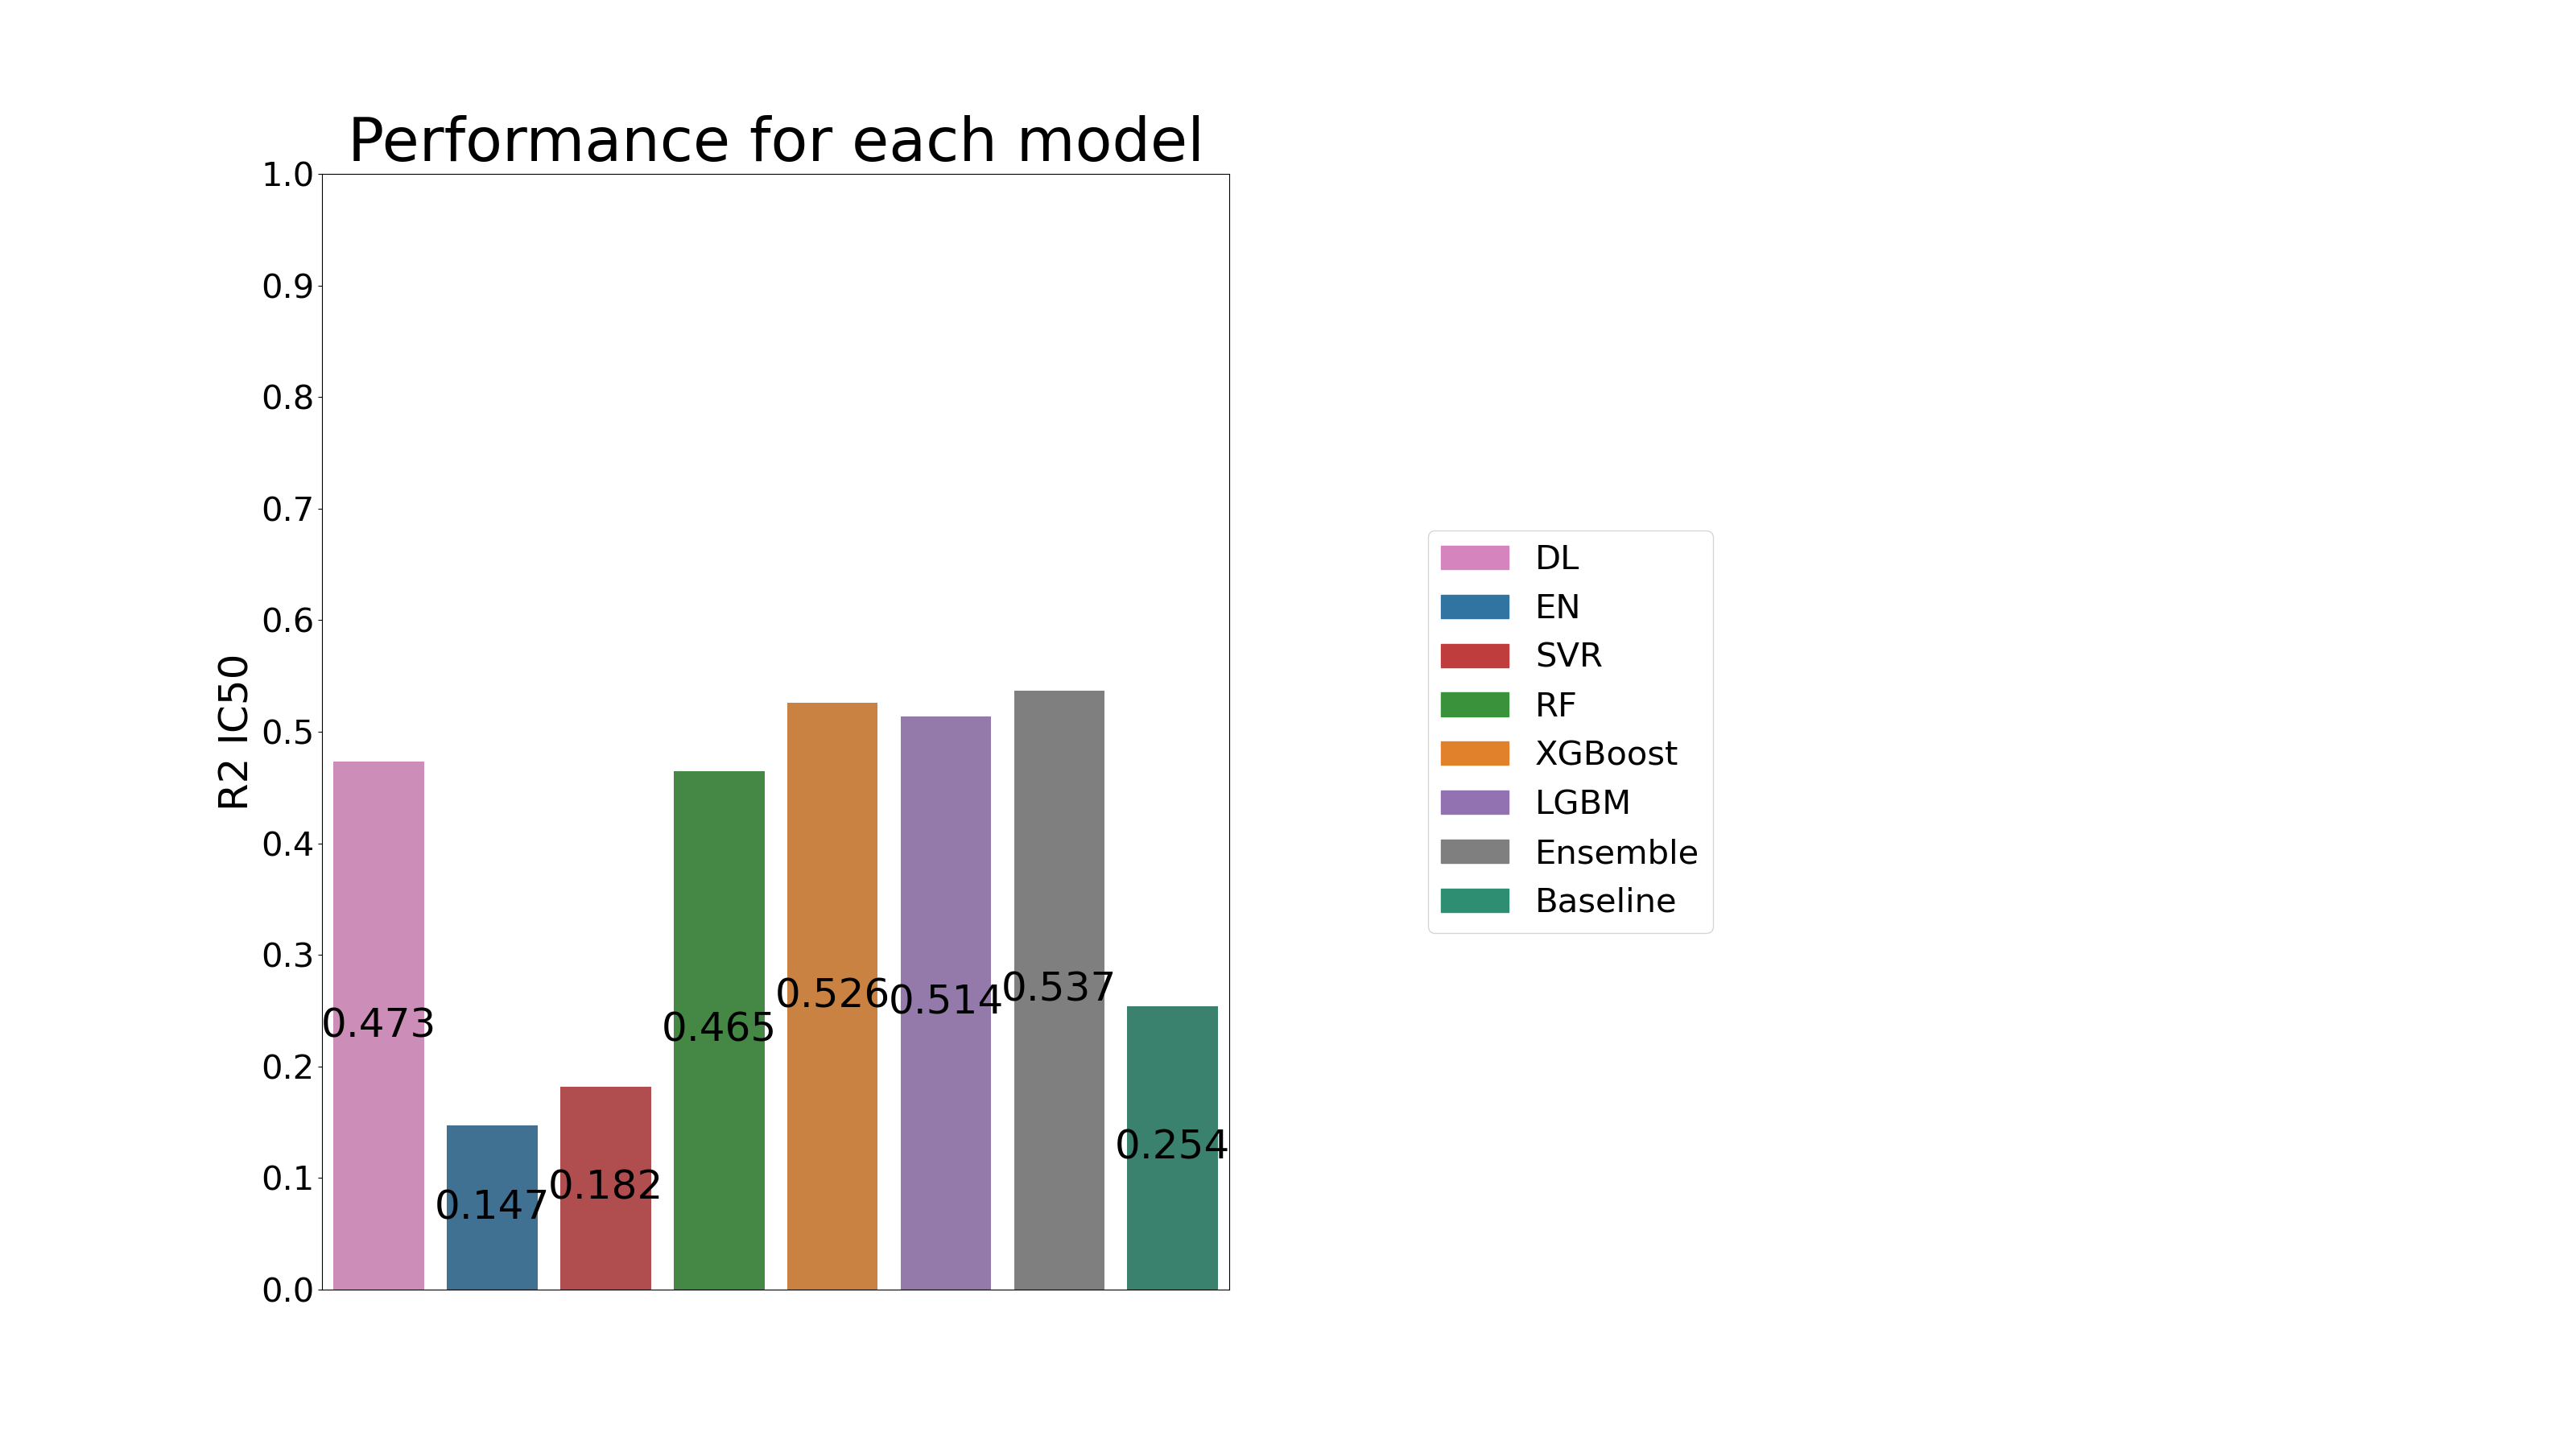 Performance for each model
1.0
0.9
0.8
0.7
0.6
0.5
0.4
0.3
0.2
0.1
0.0
R2 IC50
0.473
0.147
0.182
0.465
0.526
0.514
0.537
0.254
DL
EN
SVR
RF
XGBoost
LGBM
Ensemble
Baseline